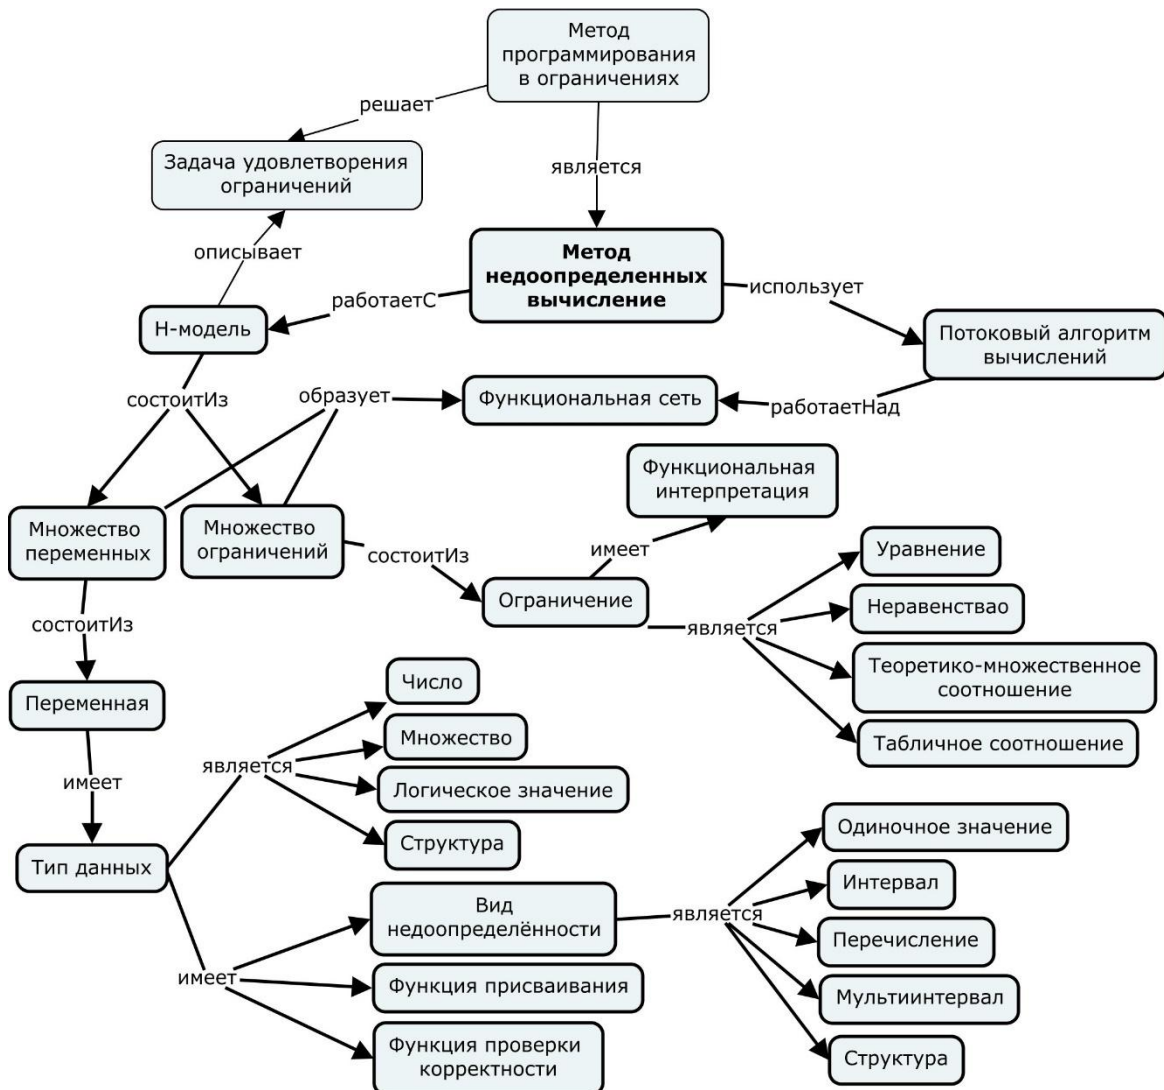 Метод
программирования
в ограничениях
решает
Задача удовлетворения
ограничений
является
описывает
Метод
недоопределенных
вычисление
работаетС
использует
Н-модель
Потоковый алгоритм
вычислений
состоитИз
образует
Функциональная сеть
работаетНад
Функциональная
интерпретация
Множество
переменных
Множество
ограничений
состоитИз
имеет
Ограничение
Уравнение
Неравенствао
является
Теоретико-множественное
соотношение
Табличное соотношение
состоитИз
Переменная
Число
Множество
является
Логическое значение
Структура
имеет
Тип данных
Вид
недоопределённости
является
Одиночное значение
Интервал
Перечисление
Мультиинтервал
Структура
имеет
Функция присваивания
Функция проверки
корректности